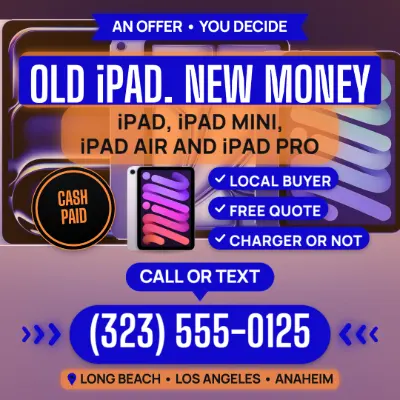 AN OFFER • YOU DECIDE
OLD iPAD. NEW MONEY
iPAD, iPAD MINI,
iPAD AIR AND iPAD PRO
CASH
PAID
LOCAL BUYER
FREE QUOTE
CHARGER OR NOT
CALL OR TEXT
(323) 555-0125
LONG BEACH • LOS ANGELES • ANAHEIM